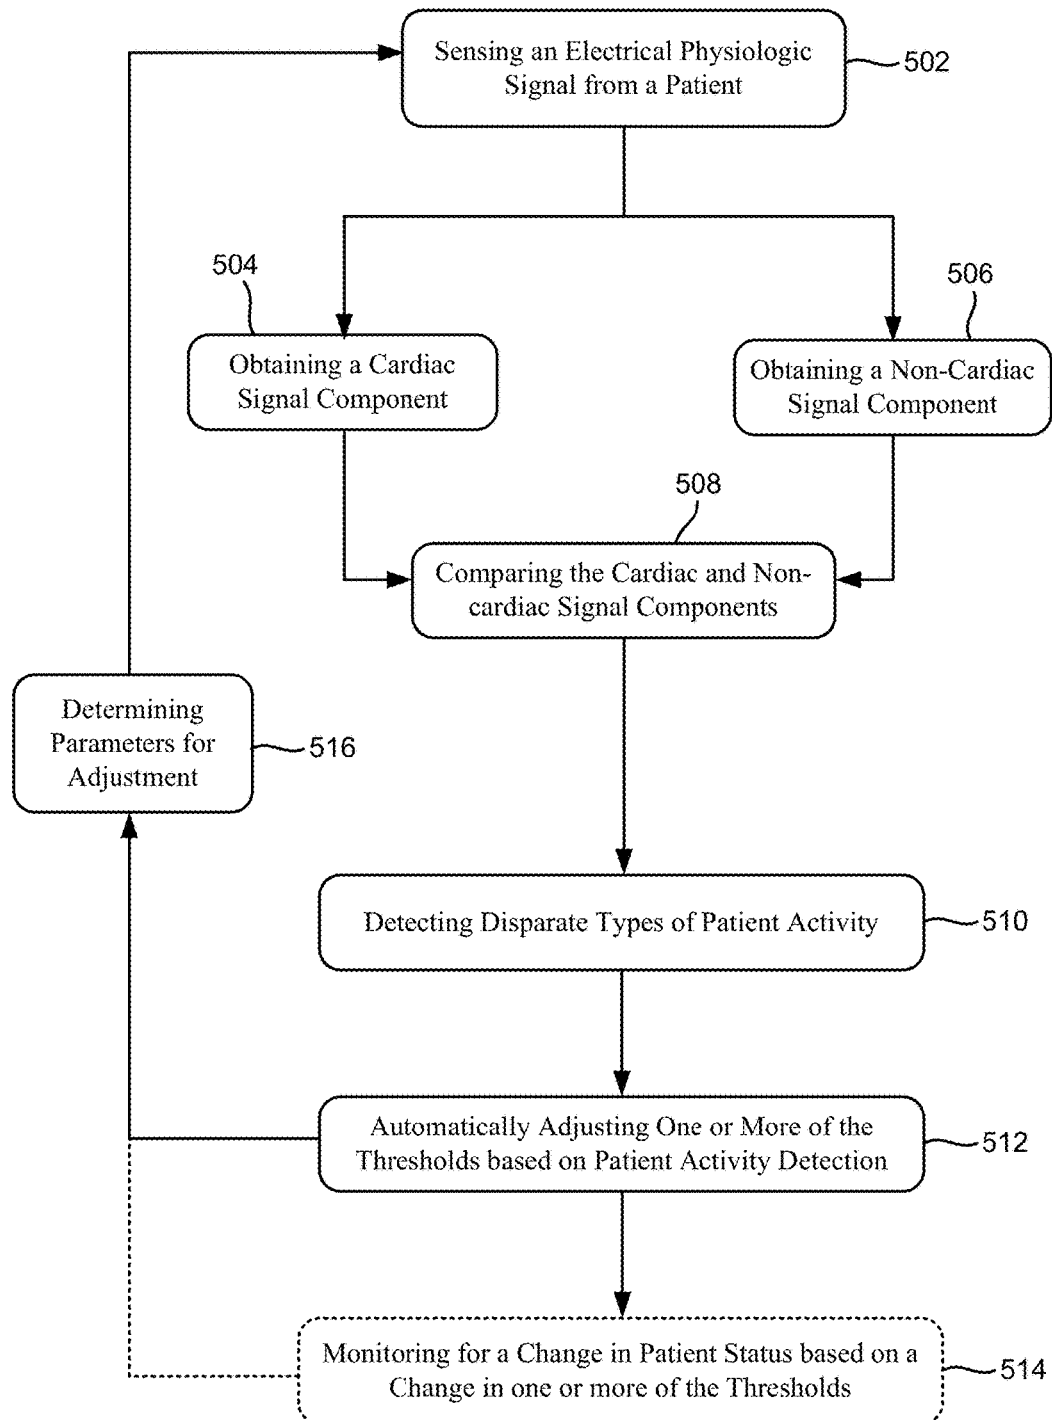 Sensing an Electrical Physiologic
Signal from a Patient
502
504
506
Obtaining a Cardiac
Signal Component
Obtaining a Non-Cardiac
Signal Component
508
Comparing the Cardiac and Non-
cardiac Signal Components
Determining
Parameters for
Adjustment
516
Detecting Disparate Types of Patient Activity
510
Automatically Adjusting One or More of the
Thresholds based on Patient Activity Detection
512
Monitoring for a Change in Patient Status based on a
Change in one or more of the Thresholds
514